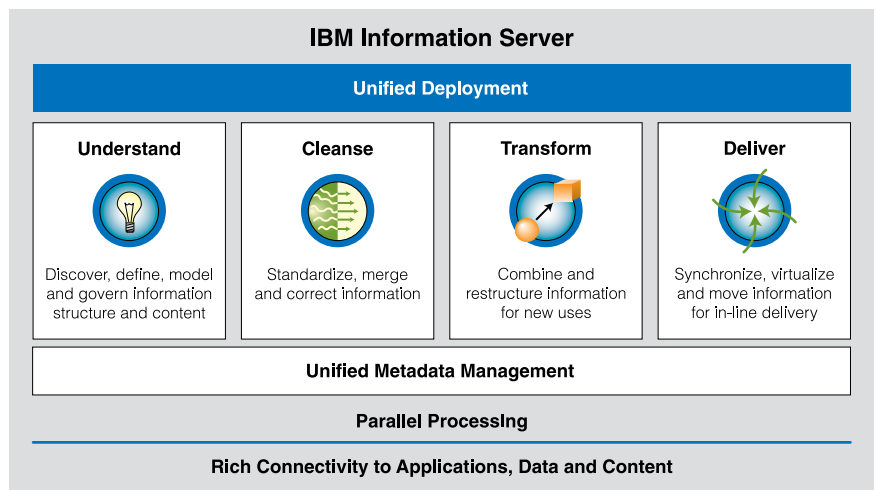 IBM Information Server
Unified Deployment
Understand
Discover, define, model
and govern information
structure and content
Cleanse
Standardize, merge
and correct information
Transform
Combine and
restructure information
for new uses
Deliver
Synchronize, virtualize
and move information
for in-line delivery
Unified Metadata Management
Parallel Processing
Rich Connectivity to Applications, Data and Content